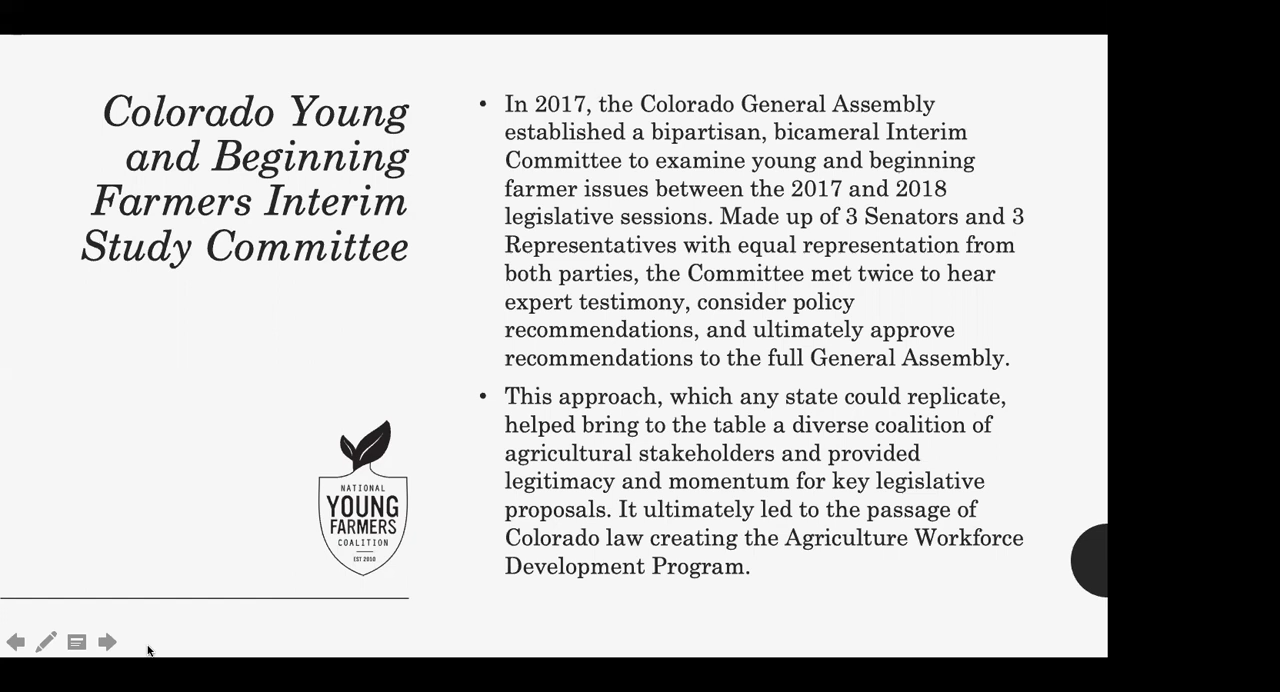 Colorado Young
and Beginning
Farmers Interim
Study Committee
• In 2017, the Colorado General Assembly
established a bipartisan, bicameral Interim
Committee to examine young and beginning
farmer issues between the 2017 and 2018
legislative sessions. Made up of 3 Senators and 3
Representatives with equal representation from
both parties, the Committee met twice to hear
expert testimony, consider policy
recommendations, and ultimately approve
recommendations to the full General Assembly.
• This approach, which any state could replicate,
helped bring to the table a diverse coalition of
agricultural stakeholders and provided
legitimacy and momentum for key legislative
proposals. It ultimately led to the passage of
Colorado law creating the Agriculture Workforce
Development Program.
NATIONAL
YOUNG
FARMERS
COALITION
EST 2010